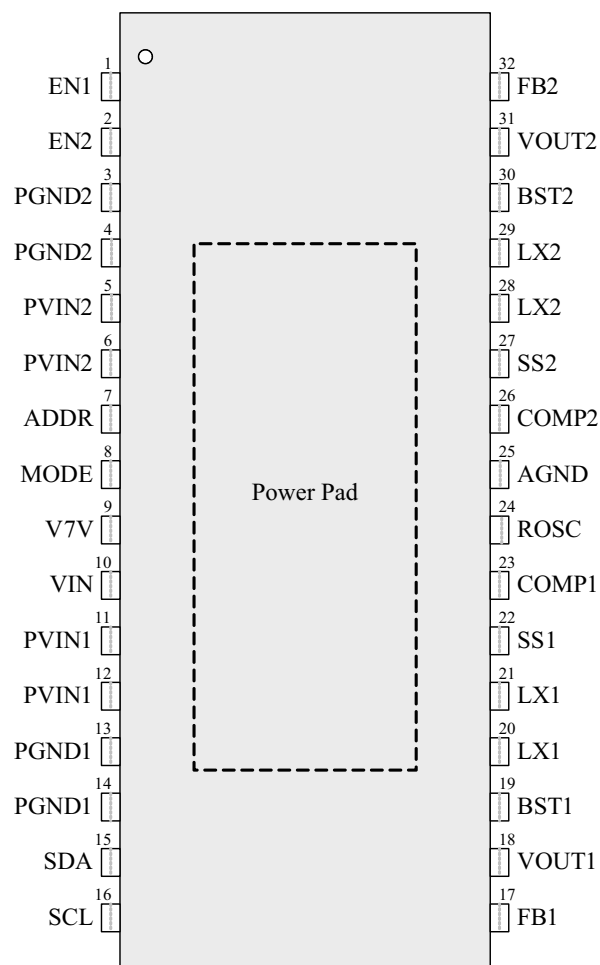 1
EN1
2
EN2
3
PGND2
4
PGND2
5
PVIN2
6
PVIN2
7
ADDR
8
MODE
9
V7V
10
VIN
11
PVIN1
12
PVIN1
13
PGND1
14
PGND1
15
SDA
16
SCL
Power Pad
32
FB2
31
VOUT2
30
BST2
29
LX2
28
LX2
27
SS2
26
COMP2
25
AGND
24
ROSC
23
COMP1
22
SS1
21
LX1
20
LX1
19
BST1
18
VOUT1
17
FB1